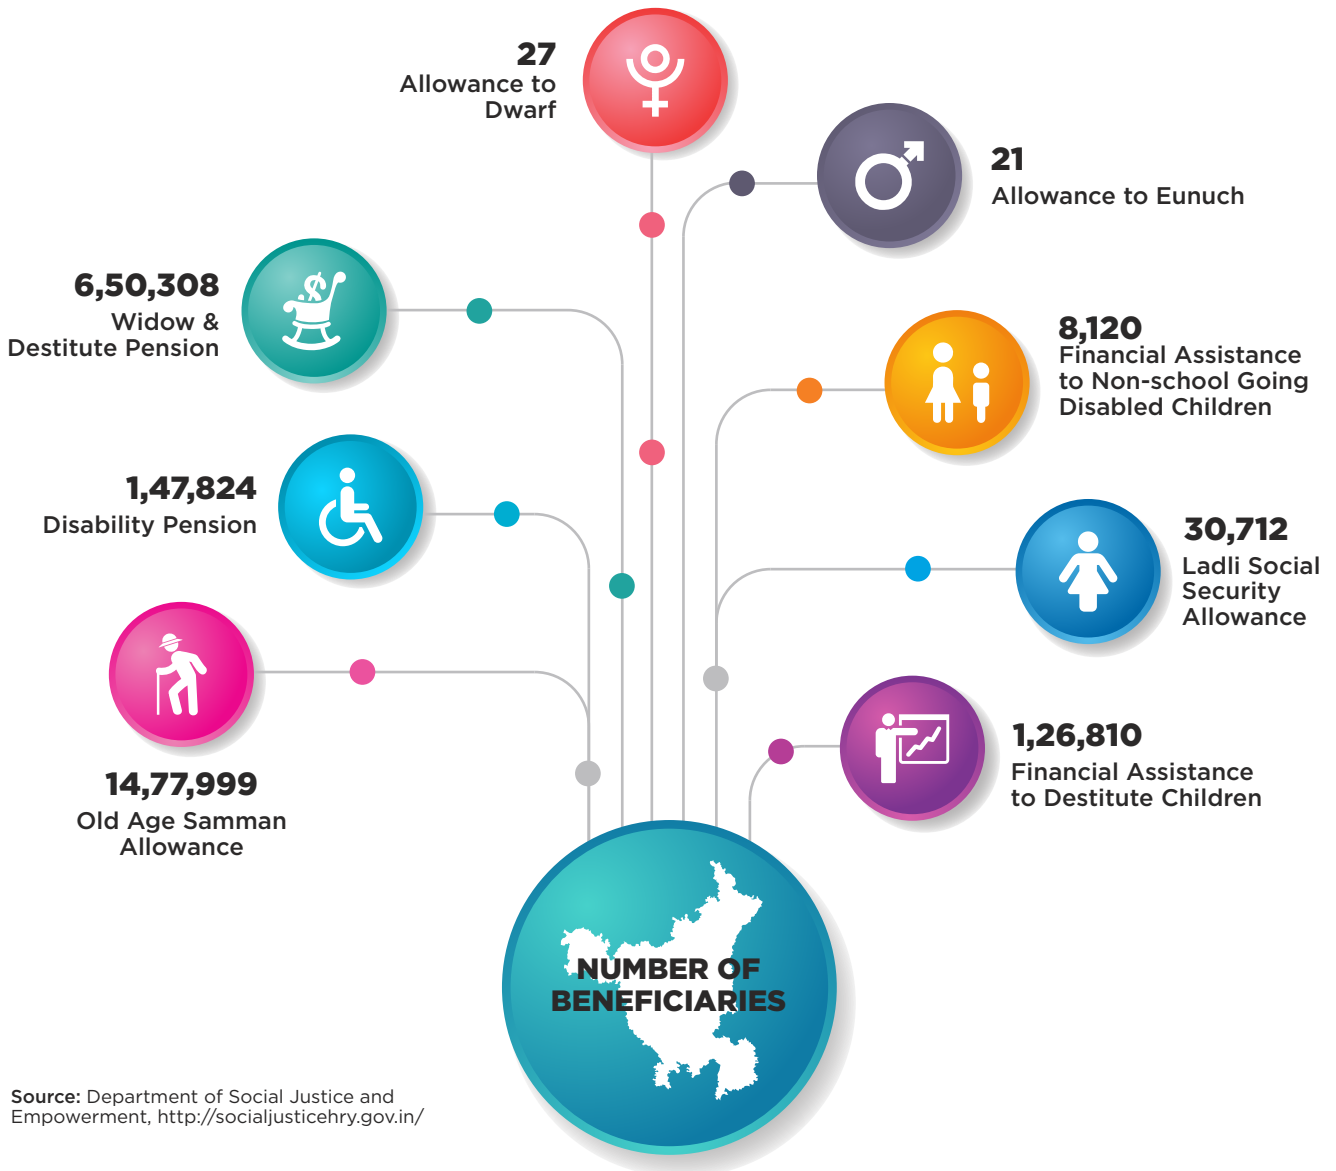 27
Allowance to
Dwarf
21
Allowance to Eunuch
6,50,308
Widow &
Destitute Pension
8,120
Financial Assistance
to Non-school Going
Disabled Children
1,47,824
Disability Pension
30,712
Ladli Social
Security
Allowance
14,77,999
Old Age Samman
Allowance
1,26,810
Financial Assistance
to Destitute Children
NUMBER OF
BENEFICIARIES
Source: Department of Social Justice and
Empowerment, http://socialjusticehry.gov.in/